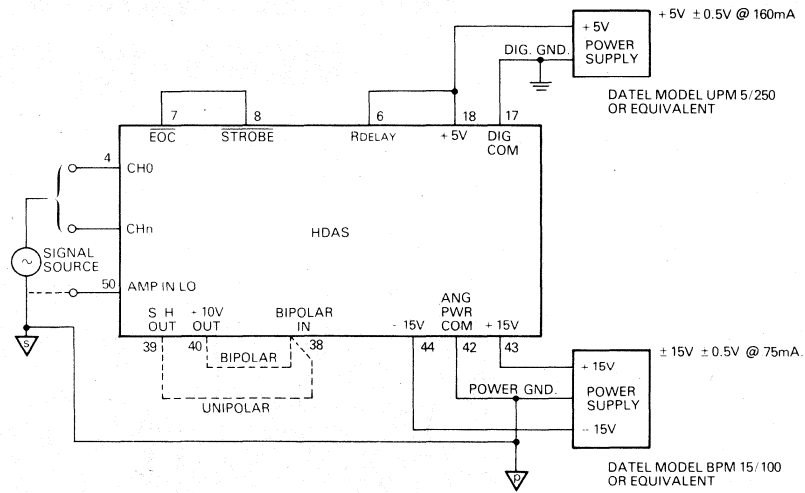 +5V ±0.5V @ 160mA
+5V
POWER
SUPPLY
DIG. GND.
DATEL MODEL UPM 5/250
OR EQUIVALENT
7 8 6 18 17
EOC STROBE RDELAY +5V DIG
COM
4 CH0
CHn
HDAS
SIGNAL
SOURCE
50 AMP IN LO
S H
OUT
+10V
OUT
BIPOLAR
IN
-15V
ANG
PWR
COM
+15V
39 40 38 44 42 43
BIPOLAR
UNIPOLAR
S
±15V ±0.5V @ 75mA.
+15V
POWER GND.
POWER
SUPPLY
-15V
P
DATEL MODEL BPM 15/100
OR EQUIVALENT